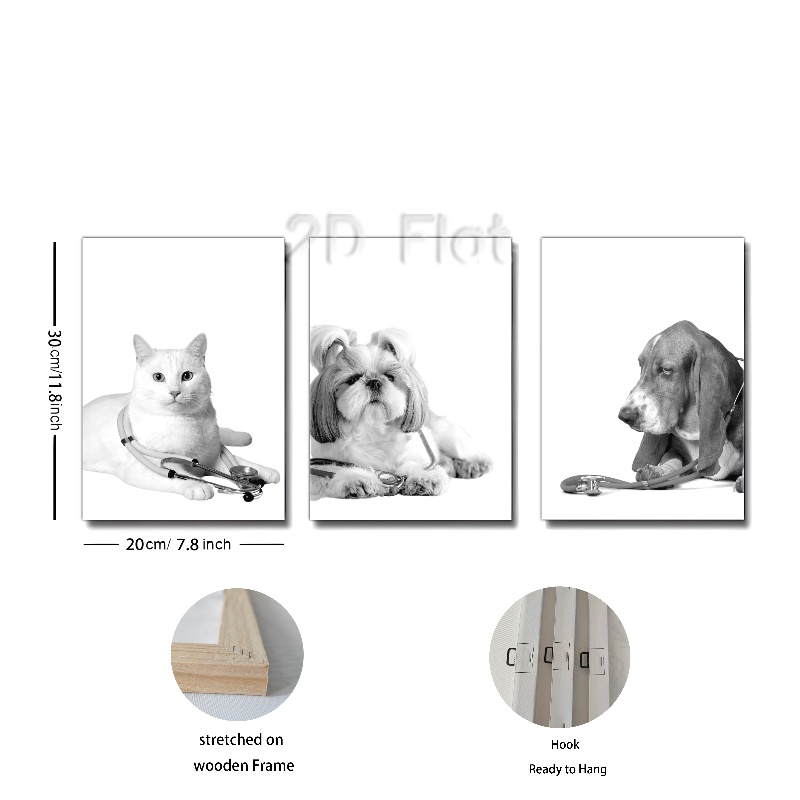 2D Flat
30cm/11.8inch
20cm/ 7.8 inch
stretched on
wooden Frame
Hook
Ready to Hang